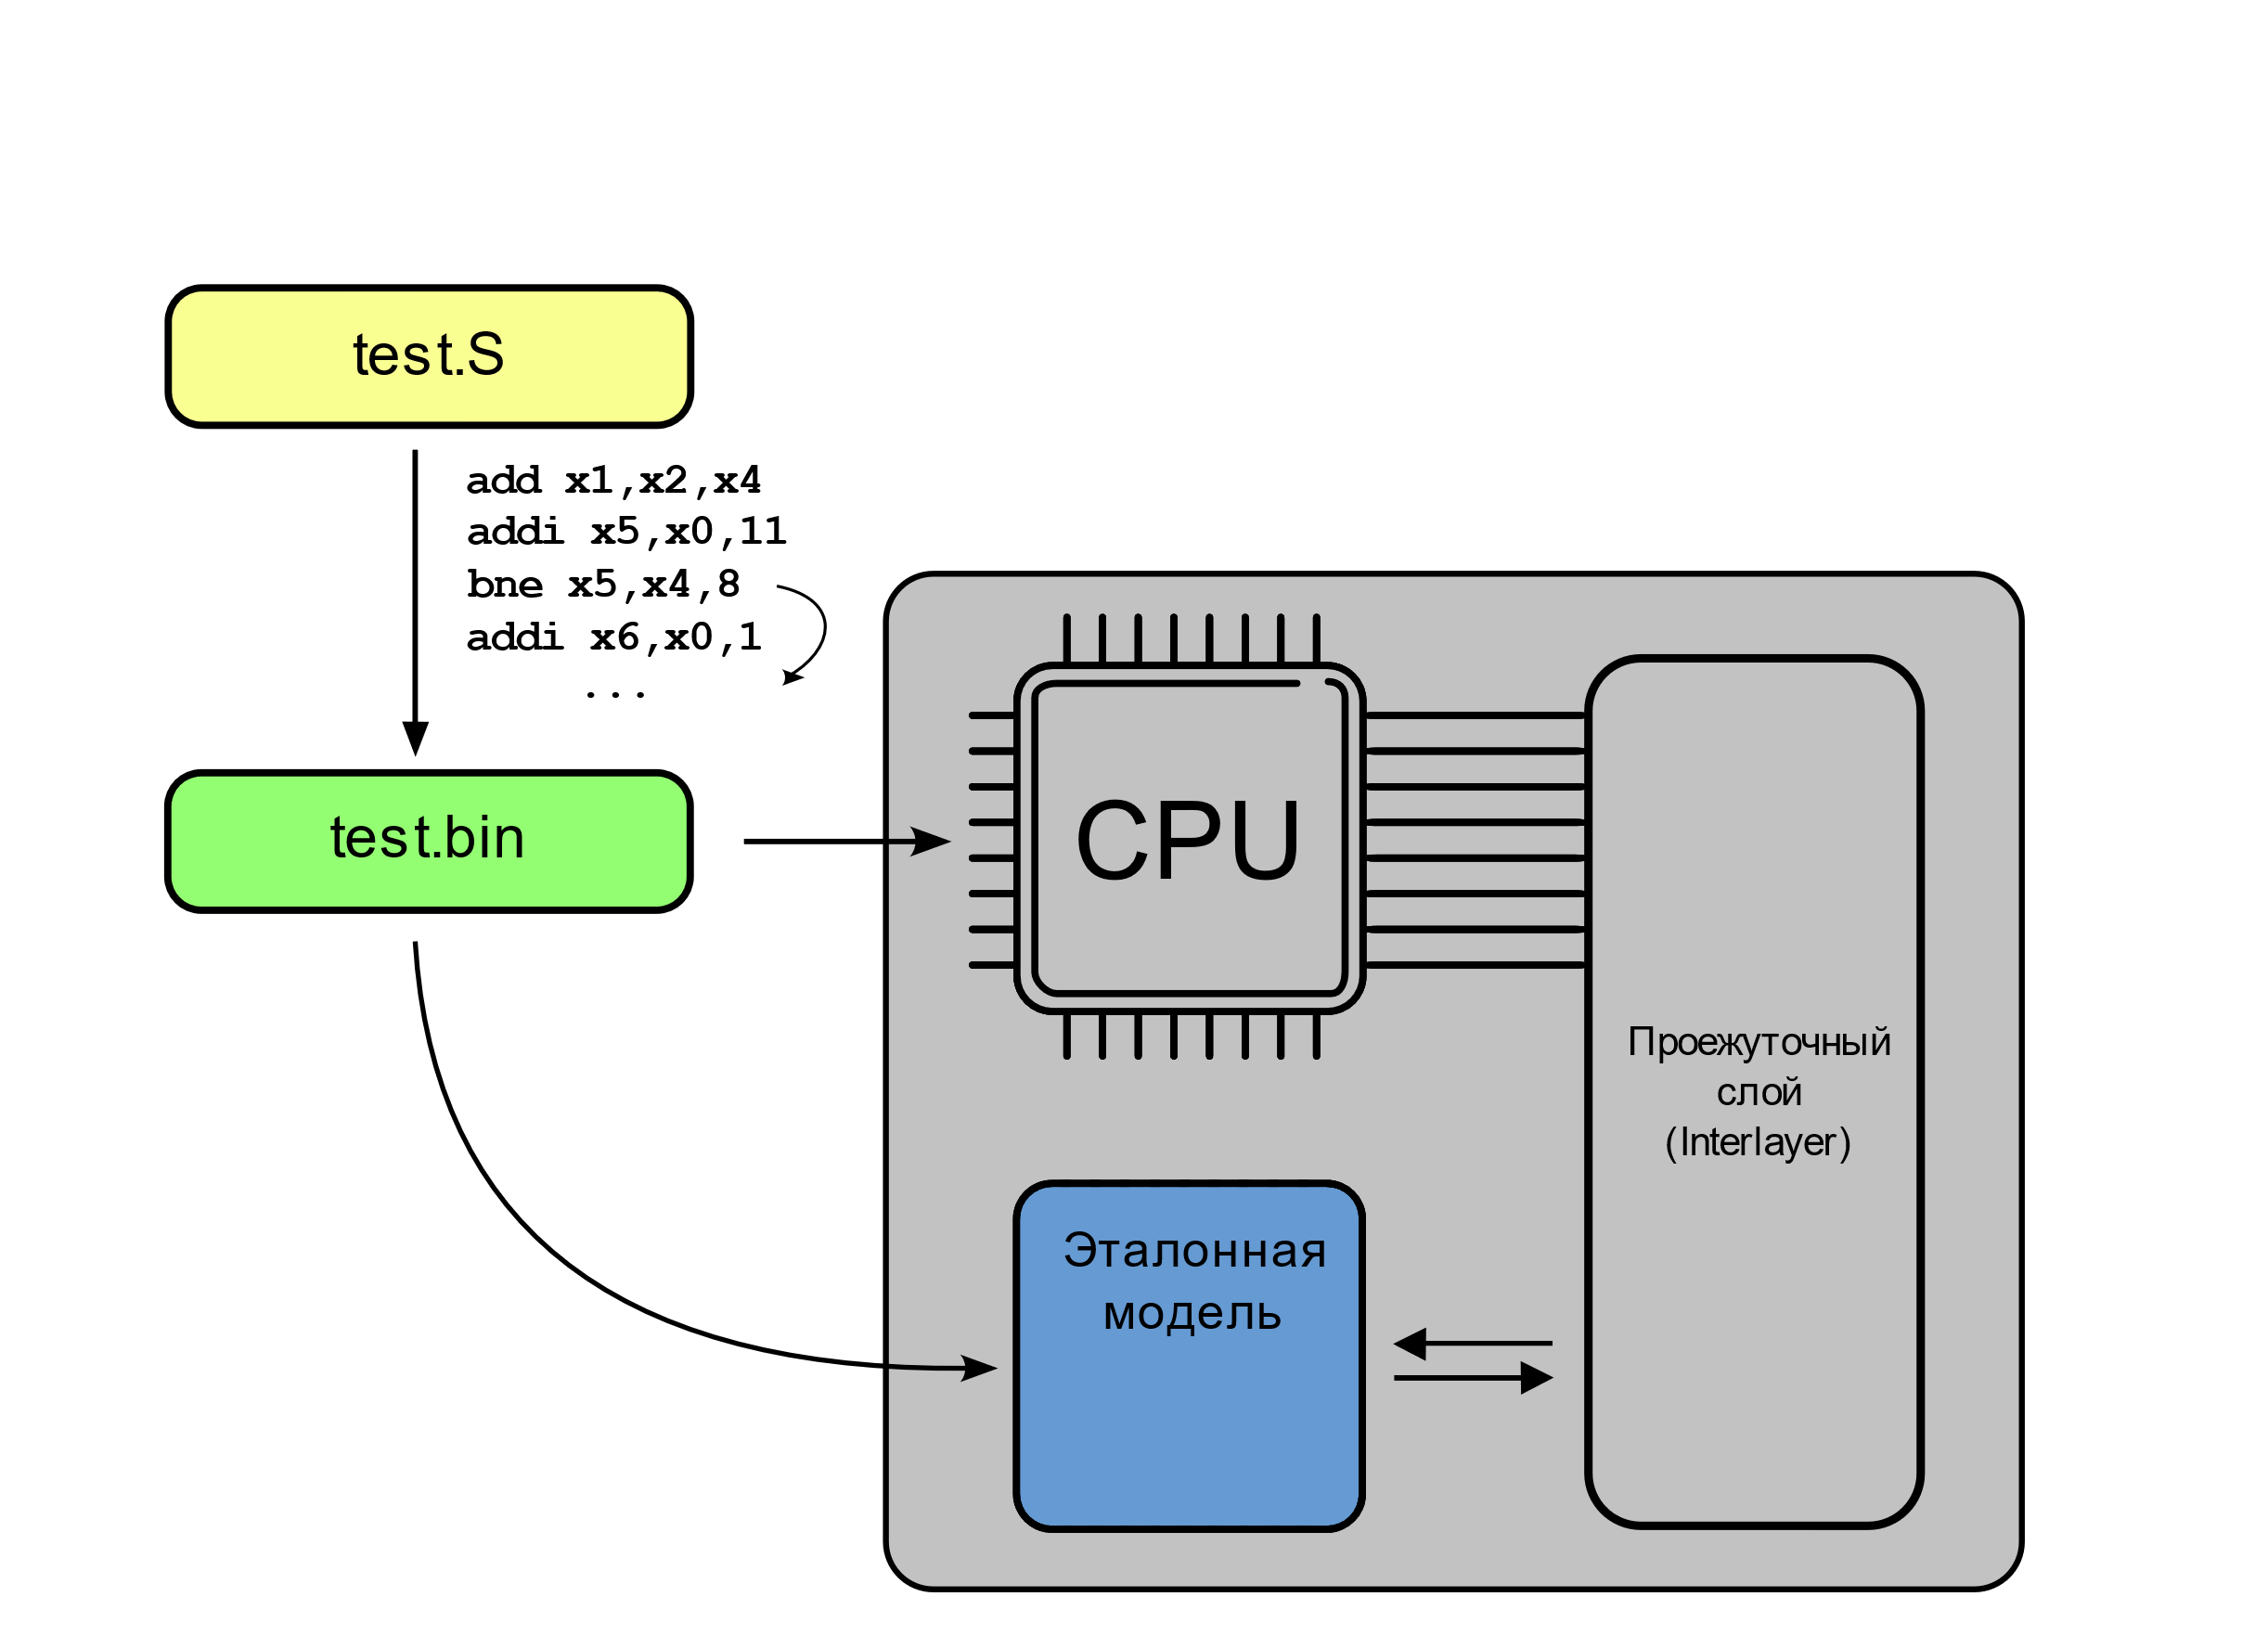 test.S
add x1,x2,x4
addi x5,x0,11
bne x5,x4,8
addi x6,x0,1
...
test.bin
CPU
Проежуточный
слой
(Interlayer)
Эталонная
модель